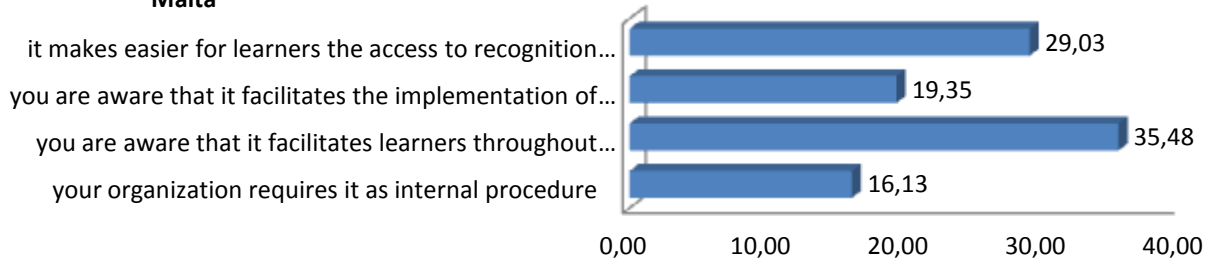 Malta
it makes easier for learners the access to recognition…
29,03
you are aware that it facilitates the implementation of…
19,35
you are aware that it facilitates learners throughout…
35,48
your organization requires it as internal procedure
16,13
0,00 10,00 20,00 30,00 40,00